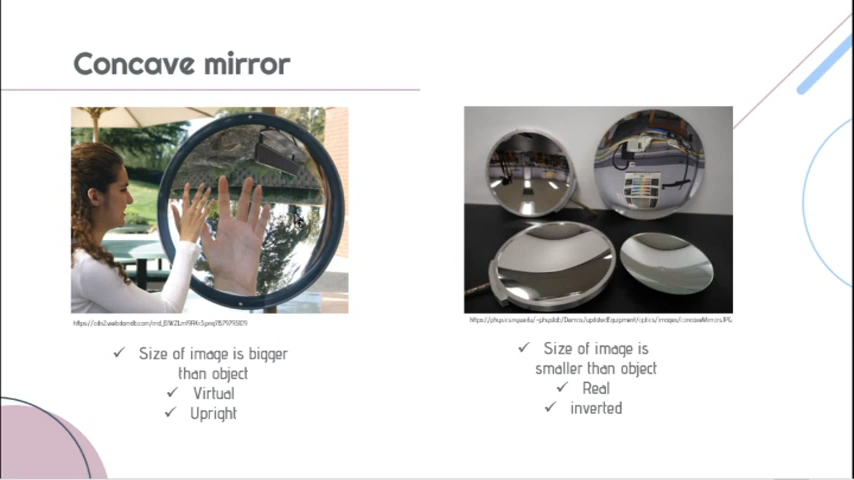 Concave mirror
Size of image is bigger
than object
Virtual
Upright
Size of image is
smaller than object
Real
inverted